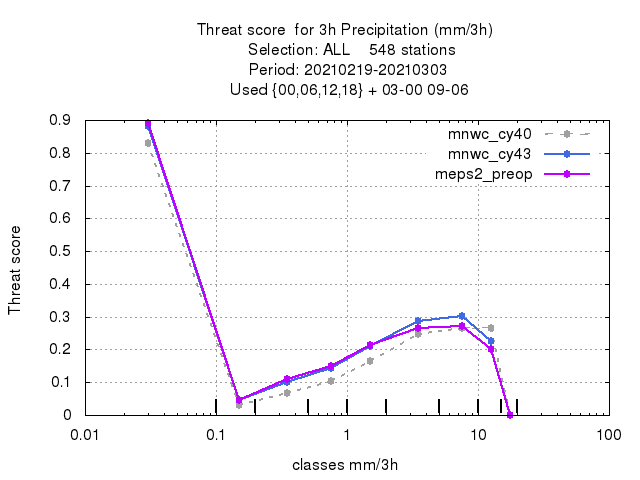 Threat score  for 3h Precipitation (mm/3h)
Selection: ALL    548 stations
Period: 20210219-20210303
Used {00,06,12,18} + 03-00 09-06
mnwc_cy40
mnwc_cy43
meps2_preop
0.9
0.8
0.7
0.6
0.5
0.4
0.3
0.2
0.1
0
Threat score
0.01
0.1
1
10
100
classes mm/3h